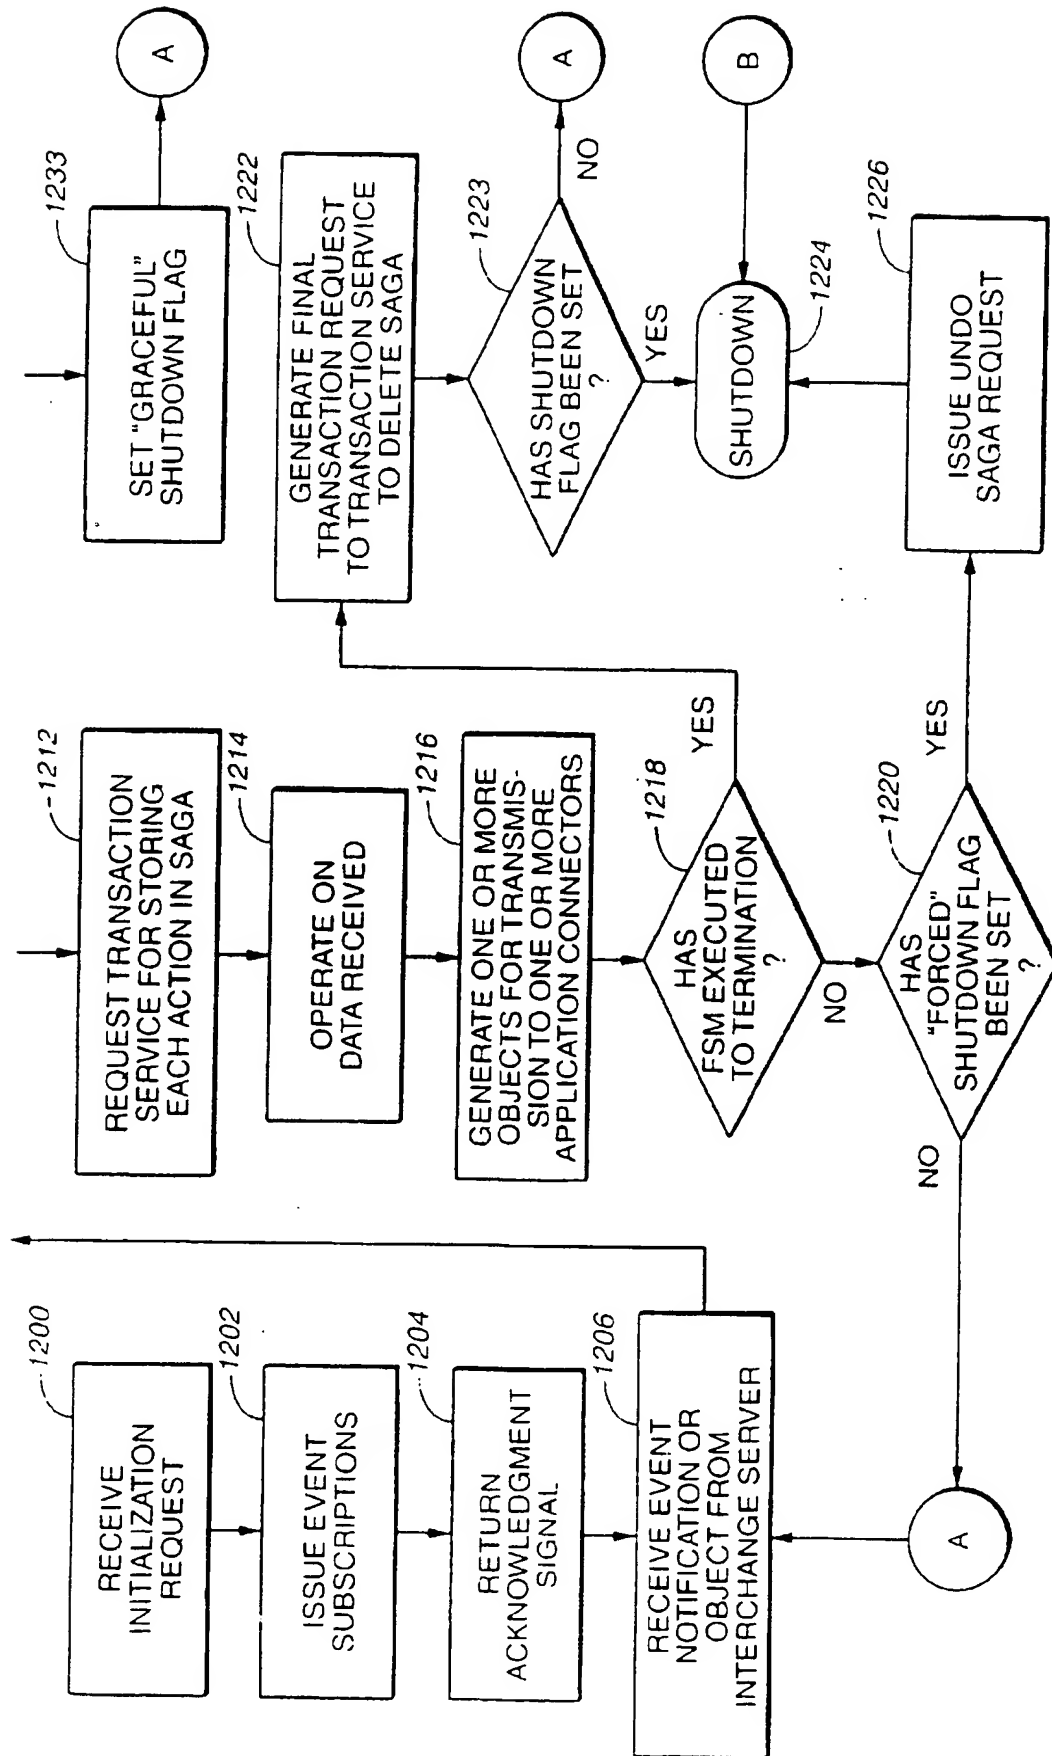 1200
RECEIVE
INITIALIZATION
REQUEST
1202
ISSUE EVENT
SUBSCRIPTIONS
1204
RETURN
ACKNOWLEDGMENT
SIGNAL
1206
RECEIVE EVENT
NOTIFICATION OR
OBJECT FROM
INTERCHANGE SERVER
A
1212
REQUEST TRANSACTION
SERVICE FOR STORING
EACH ACTION IN SAGA
1214
OPERATE ON
DATA RECEIVED
1216
GENERATE ONE OR MORE
OBJECTS FOR TRANSMIS-
SION TO ONE OR MORE
APPLICATION CONNECTORS
1218
HAS
FSM EXECUTED
TO TERMINATION
?
YES
NO
1220
HAS
"FORCED"
SHUTDOWN FLAG
BEEN SET
?
YES
NO
1233
SET "GRACEFUL"
SHUTDOWN FLAG
A
1222
GENERATE FINAL
TRANSACTION REQUEST
TO TRANSACTION SERVICE
TO DELETE SAGA
1223
HAS SHUTDOWN
FLAG BEEN SET
?
NO
A
YES
SHUTDOWN
1224
B
1226
ISSUE UNDO
SAGA REQUEST